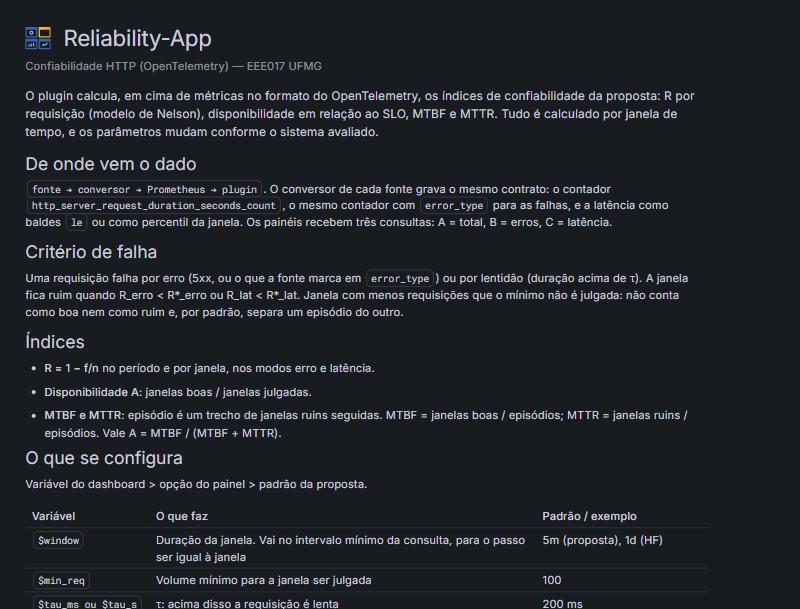 Reliability-App
Confiabilidade HTTP (OpenTelemetry) — EEE017 UFMG
O plugin calcula, em cima de métricas no formato do OpenTelemetry, os índices de confiabilidade da proposta: R por
requisição (modelo de Nelson), disponibilidade em relação ao SLO, MTBF e MTTR. Tudo é calculado por janela de
tempo, e os parâmetros mudam conforme o sistema avaliado.
De onde vem o dado
fonte → conversor → Prometheus → plugin. O conversor de cada fonte grava o mesmo contrato: o contador
http_server_request_duration_seconds_count, o mesmo contador com error_type para as falhas, e a latência como
baldes le ou como percentil da janela. Os painéis recebem três consultas: A = total, B = erros, C = latência.
Critério de falha
Uma requisição falha por erro (5xx, ou o que a fonte marca em error_type) ou por lentidão (duração acima de τ). A janela
fica ruim quando R_erro < R*_erro ou R_lat < R*_lat. Janela com menos requisições que o mínimo não é julgada: não conta
como boa nem como ruim e, por padrão, separa um episódio do outro.
Índices
• R = 1 − f/n no período e por janela, nos modos erro e latência.
• Disponibilidade A: janelas boas / janelas julgadas.
• MTBF e MTTR: episódio é um trecho de janelas ruins seguidas. MTBF = janelas boas / episódios; MTTR = janelas ruins /
episódios. Vale A = MTBF / (MTBF + MTTR).
O que se configura
Variável do dashboard > opção do painel > padrão da proposta.
Variável O que faz Padrão / exemplo
$window Duração da janela. Vai no intervalo mínimo da consulta, para o passo 5m (proposta), 1d (HF)
ser igual à janela
$min_req Volume mínimo para a janela ser julgada 100
$tau_ms ou $tau_s τ: acima disso a requisição é lenta 200 ms